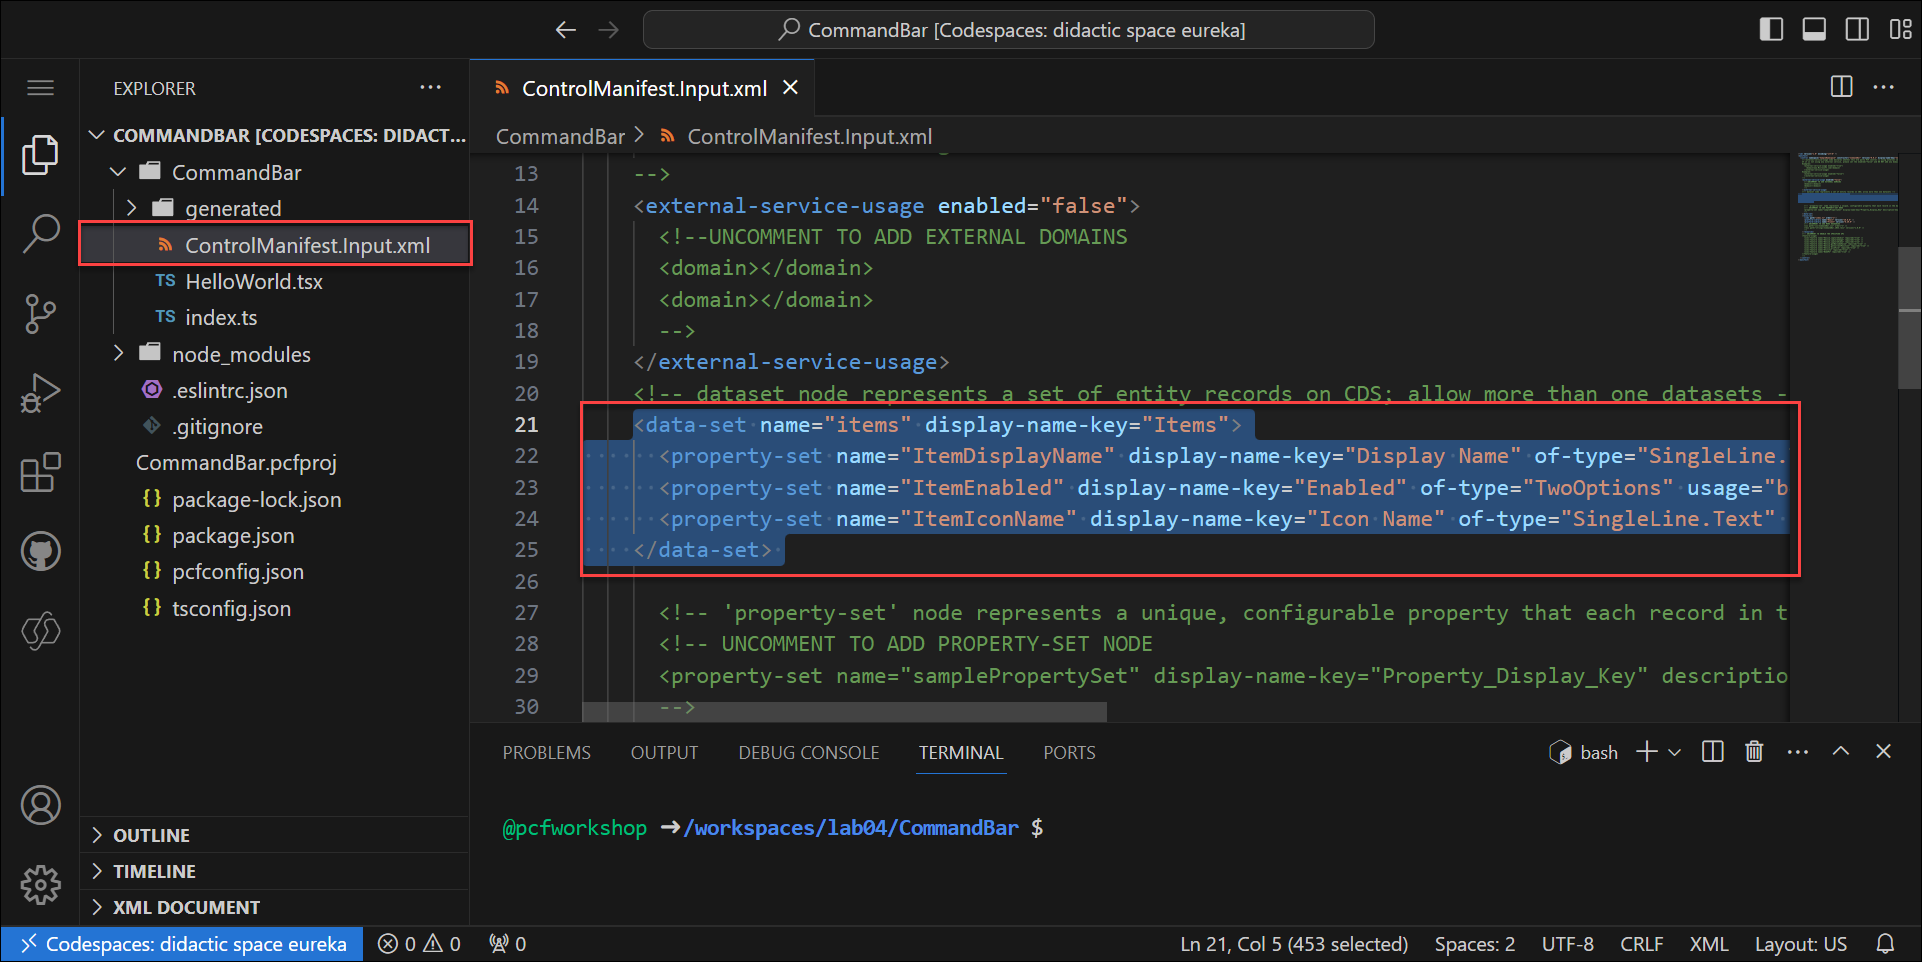 CommandBar [Codespaces: didactic space eureka]
EXPLORER
COMMANDBAR [CODESPACES: DIDACT...
CommandBar
generated
ControlManifest.Input.xml
TS HelloWorld.tsx
TS index.ts
node_modules
.eslintrc.json
.gitignore
CommandBar.pcfproj
{} package-lock.json
{} package.json
{} pcfconfig.json
{} tsconfig.json
OUTLINE
TIMELINE
XML DOCUMENT
ControlManifest.Input.xml
CommandBar > ControlManifest.Input.xml
13 -->
14 <external-service-usage enabled="false">
15 <!--UNCOMMENT TO ADD EXTERNAL DOMAINS
16 <domain></domain>
17 <domain></domain>
18 -->
19 </external-service-usage>
20 <!-- dataset node represents a set of entity records on CDS; allow more than one datasets -
21 <data-set name="items" display-name-key="Items">
22 <property-set name="ItemDisplayName" display-name-key="Display Name" of-type="SingleLine.
23 <property-set name="ItemEnabled" display-name-key="Enabled" of-type="TwoOptions" usage="b
24 <property-set name="ItemIconName" display-name-key="Icon Name" of-type="SingleLine.Text"
25 </data-set>
26
27 <!-- 'property-set' node represents a unique, configurable property that each record in t
28 <!-- UNCOMMENT TO ADD PROPERTY-SET NODE
29 <property-set name="samplePropertySet" display-name-key="Property_Display_Key" descriptio
30 -->
PROBLEMS OUTPUT DEBUG CONSOLE TERMINAL PORTS
bash
@pcfworkshop ➜/workspaces/lab04/CommandBar $
Codespaces: didactic space eureka 0 0 0
Ln 21, Col 5 (453 selected) Spaces: 2 UTF-8 CRLF XML Layout: US